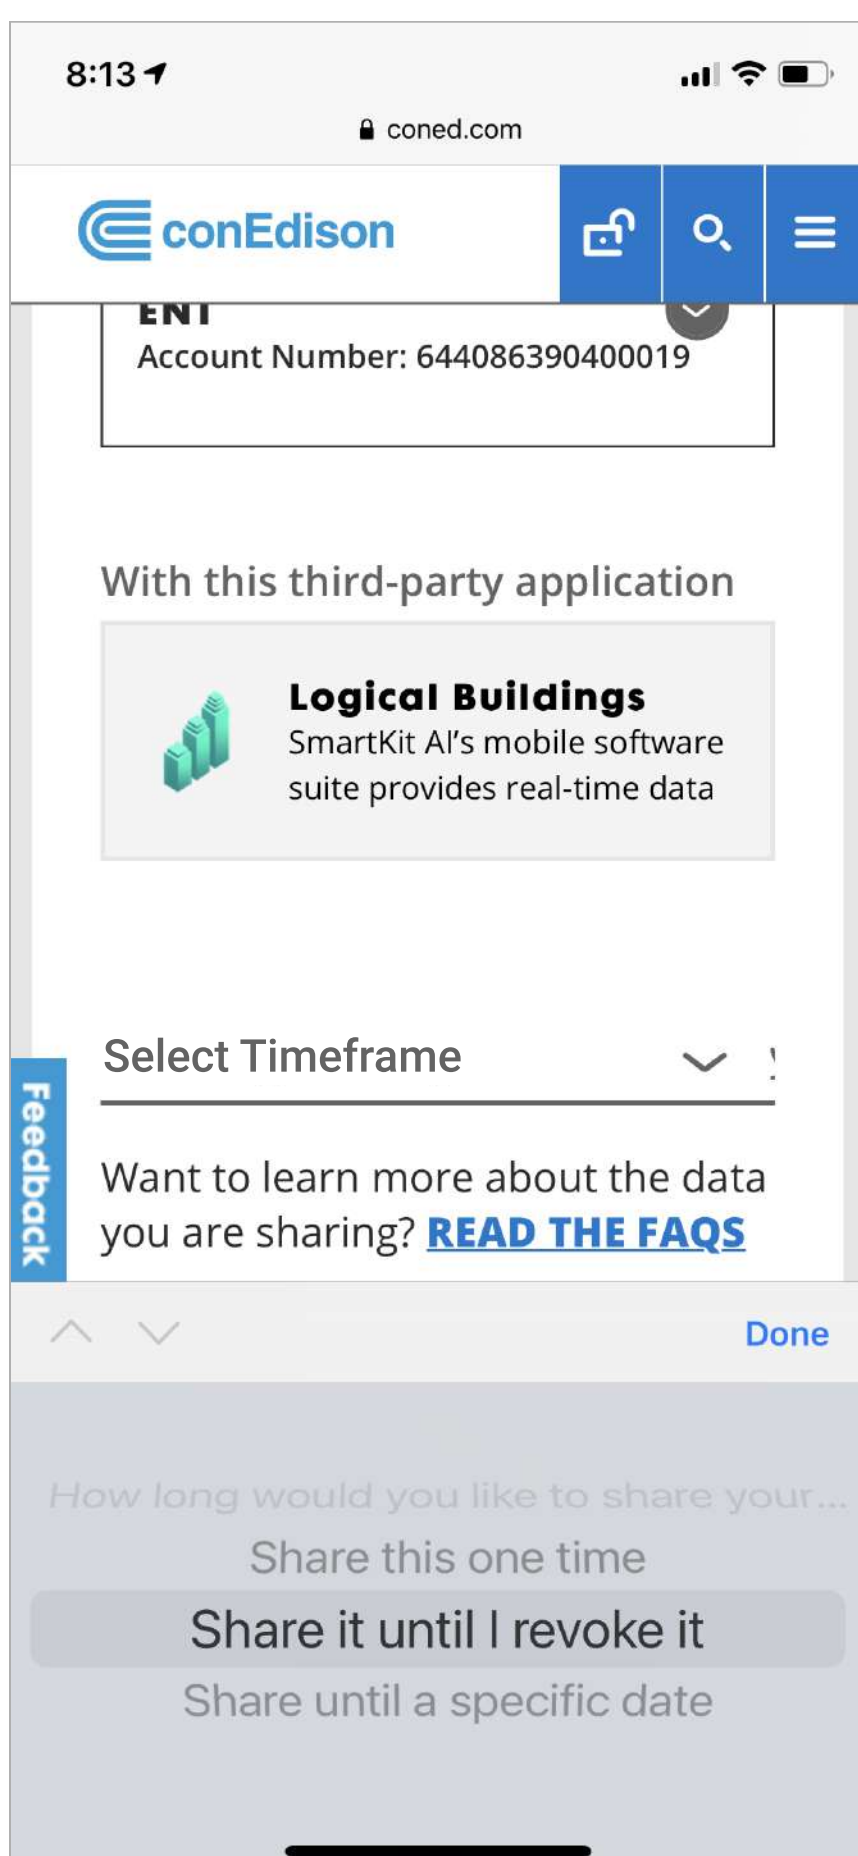 8:13
coned.com
conEdison
ENT
Account Number: 644086390400019
With this third-party application
Logical Buildings
SmartKit AI's mobile software
suite provides real-time data
Select Timeframe
Feedback
Want to learn more about the data
you are sharing? READ THE FAQS
Done
How long would you like to share your...
Share this one time
Share it until I revoke it
Share until a specific date